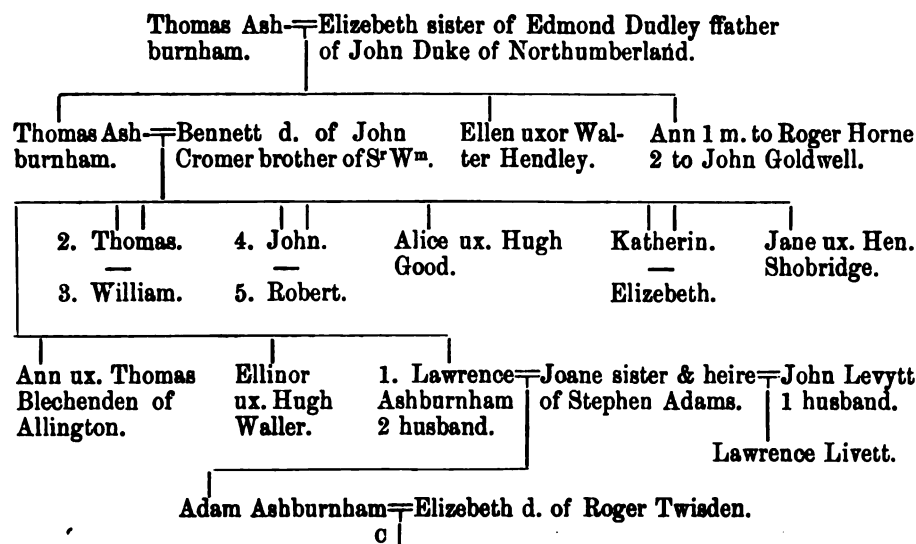 Thomas Ash-
burnham.
Elizebeth sister of Edmond Dudley ffather
of John Duke of Northumberland.
Thomas Ash-
burnham.
Bennett d. of John
Cromer brother of Sʳ Wᵐ.
Ellen uxor Wal-
ter Hendley.
Ann 1 m. to Roger Horne
2 to John Goldwell.
2. Thomas.
3. William.
4. John.
5. Robert.
Alice ux. Hugh
Good.
Katherin.
Elizebeth.
Jane ux. Hen.
Shobridge.
Ann ux. Thomas
Blechenden of
Allington.
Ellinor
ux. Hugh
Waller.
1. Lawrence
Ashburnham
2 husband.
Joane sister & heire
of Stephen Adams.
John Levytt
1 husband.
Lawrence Livett.
Adam Ashburnham
Elizebeth d. of Roger Twisden.
C